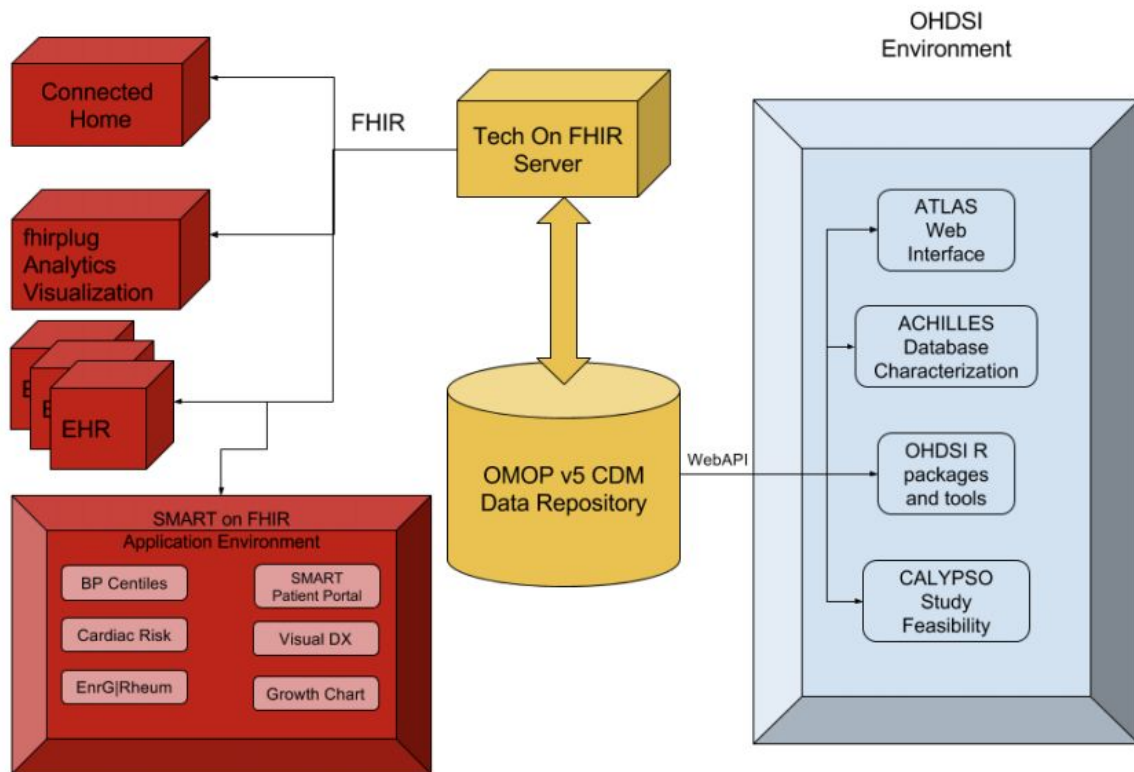 OHDSI
Environment
Connected
Home
FHIR
Tech On FHIR
Server
fhirplug
Analytics
Visualization
E
E
EHR
OMOP v5 CDM
Data Repository
WebAPI
ATLAS
Web
Interface
ACHILLES
Database
Characterization
OHDSI R
packages
and tools
CALYPSO
Study
Feasibility
SMART on FHIR
Application Environment
BP Centiles
SMART
Patient Portal
Cardiac Risk
Visual DX
EnrG|Rheum
Growth Chart